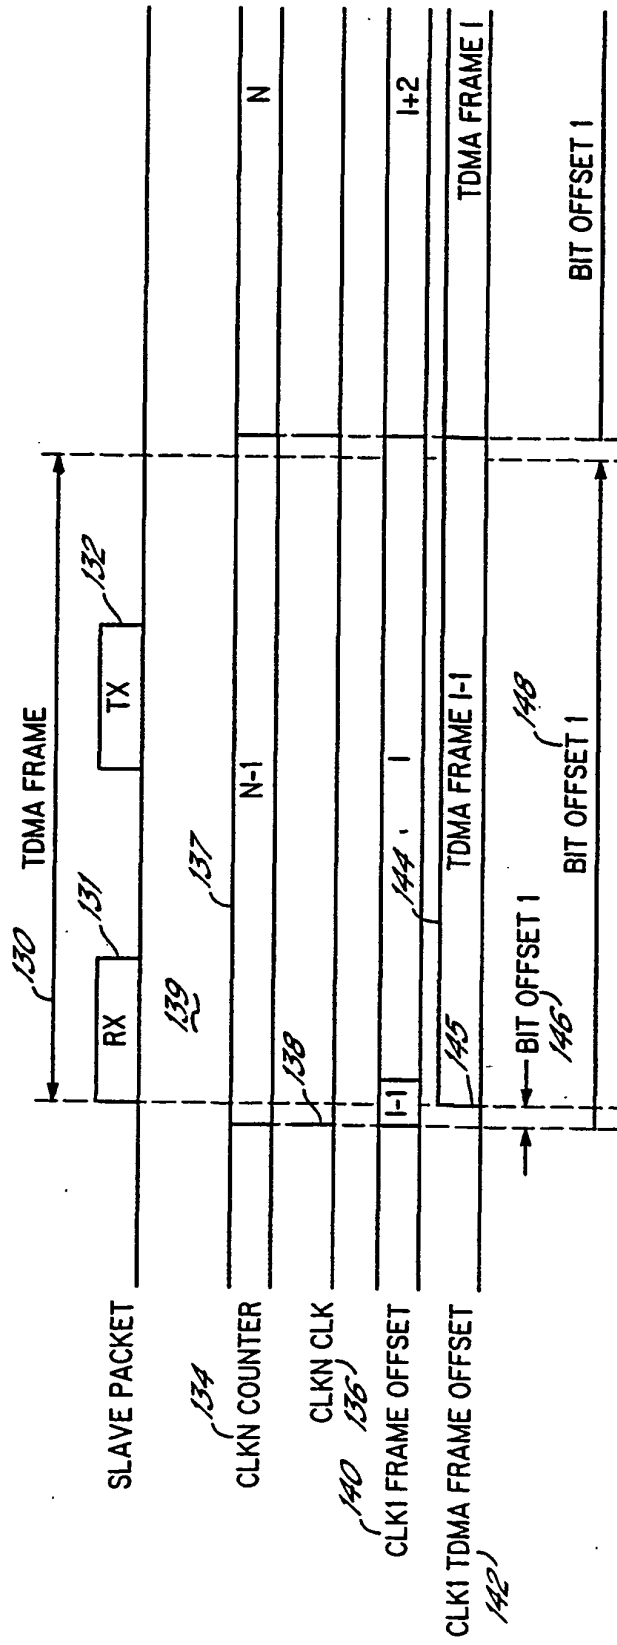 130
TDMA FRAME
SLAVE PACKET
RX
131
TX
132
139
137
134
CLKN COUNTER
N-1
N
138
CLKN CLK
136
140
CLK1 FRAME OFFSET
I-1
I
I+2
144
CLK1 TDMA FRAME OFFSET
142
145
TDMA FRAME I-1
TDMA FRAME I
BIT OFFSET 1
146
148
BIT OFFSET 1
BIT OFFSET 1